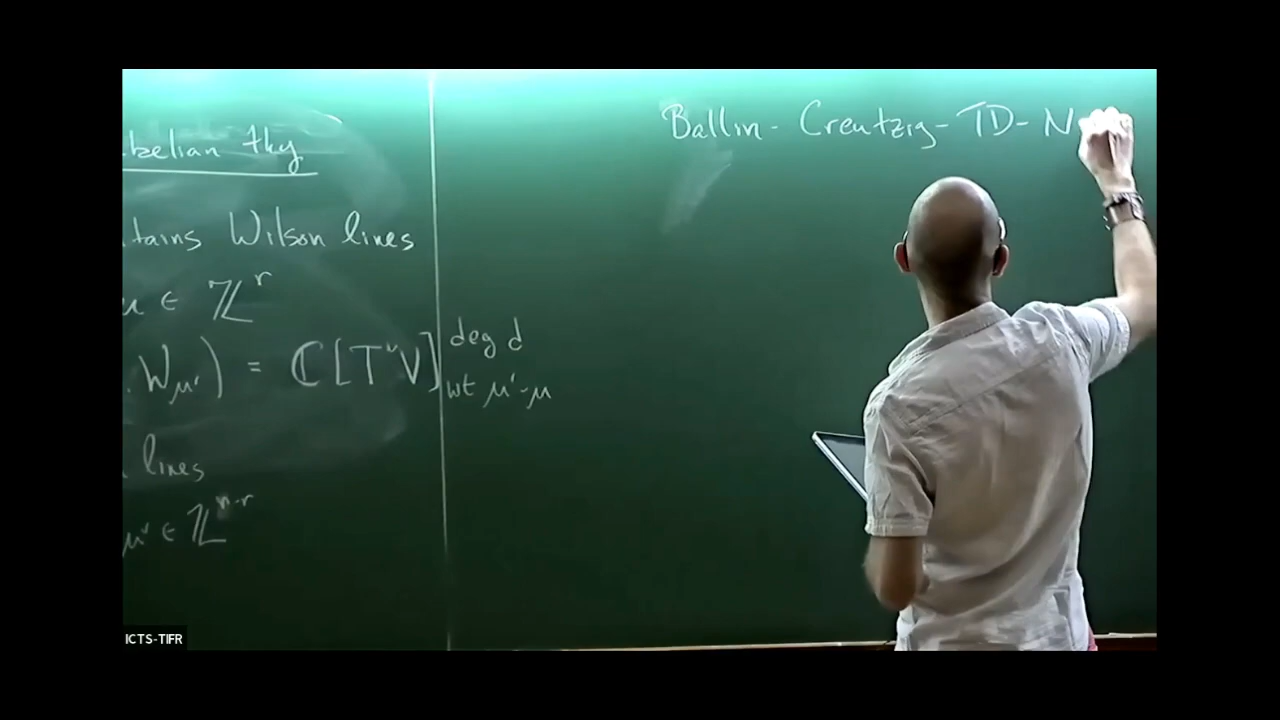 belian thy
tains Wilson lines
μ ∈ ℤ^r
. W_μ') = ℂ[T^∨V]^{deg d}_{wt μ'-μ}
lines
μ^∨ ∈ ℤ^{n-r}
Ballin - Creutzig - TD - N
ICTS-TIFR